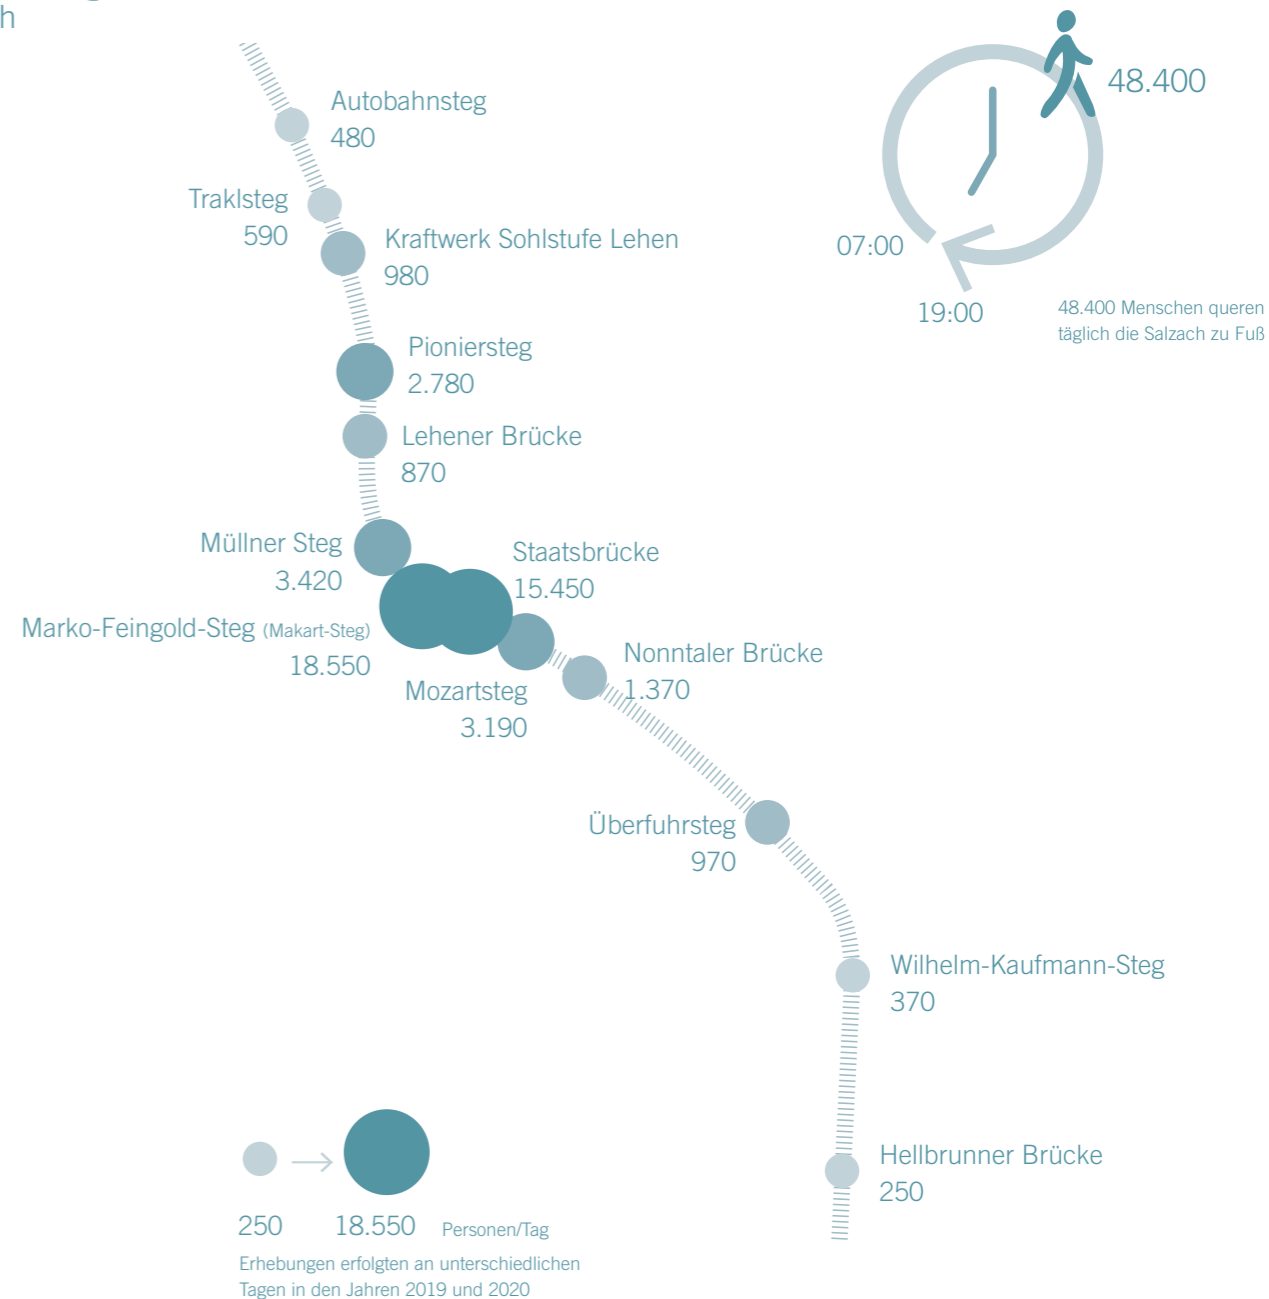 h
Autobahnsteg
480
48.400
Traklsteg
590
Kraftwerk Sohlstufe Lehen
980
07:00
19:00
48.400 Menschen queren
täglich die Salzach zu Fuß
Pioniersteg
2.780
Lehener Brücke
870
Müllner Steg
3.420
Staatsbrücke
15.450
Marko-Feingold-Steg (Makart-Steg)
18.550
Nonntaler Brücke
1.370
Mozartsteg
3.190
Überfuhrsteg
970
Wilhelm-Kaufmann-Steg
370
Hellbrunner Brücke
250
250 18.550 Personen/Tag
Erhebungen erfolgten an unterschiedlichen
Tagen in den Jahren 2019 und 2020